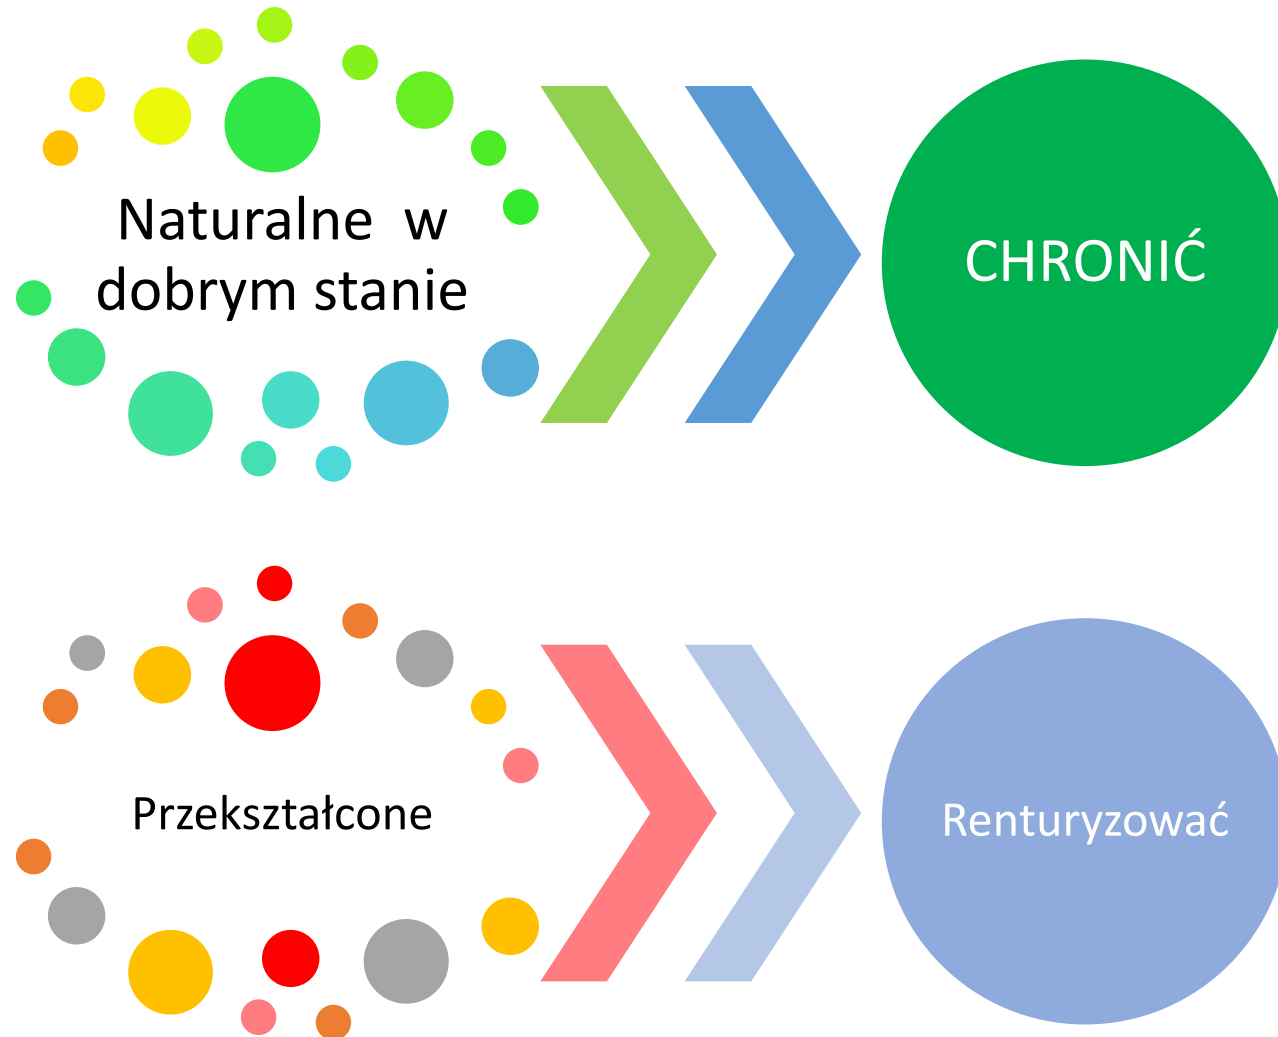 Naturalne w
dobrym stanie
CHRONIĆ
Przekształcone
Renturyzować